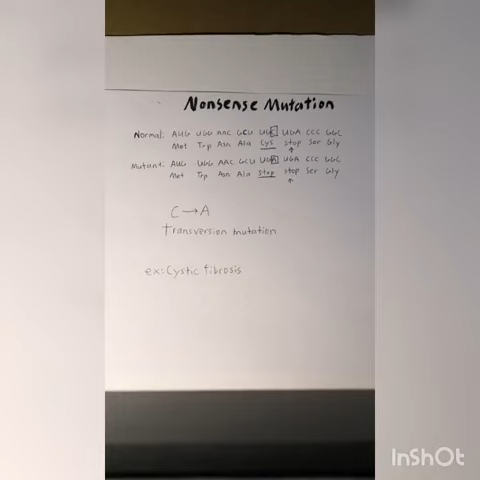 Nonsense Mutation
Normal: AUG UGG AAC GCU UGC UGA CCC GGC
Met Trp Asn Ala Cys stop Ser Gly
Mutant: AUG UGG AAC GCU UGA UGA CCC GGC
Met Trp Asn Ala Stop stop Ser Gly
C → A
Transversion mutation
ex: Cystic fibrosis
InShOt